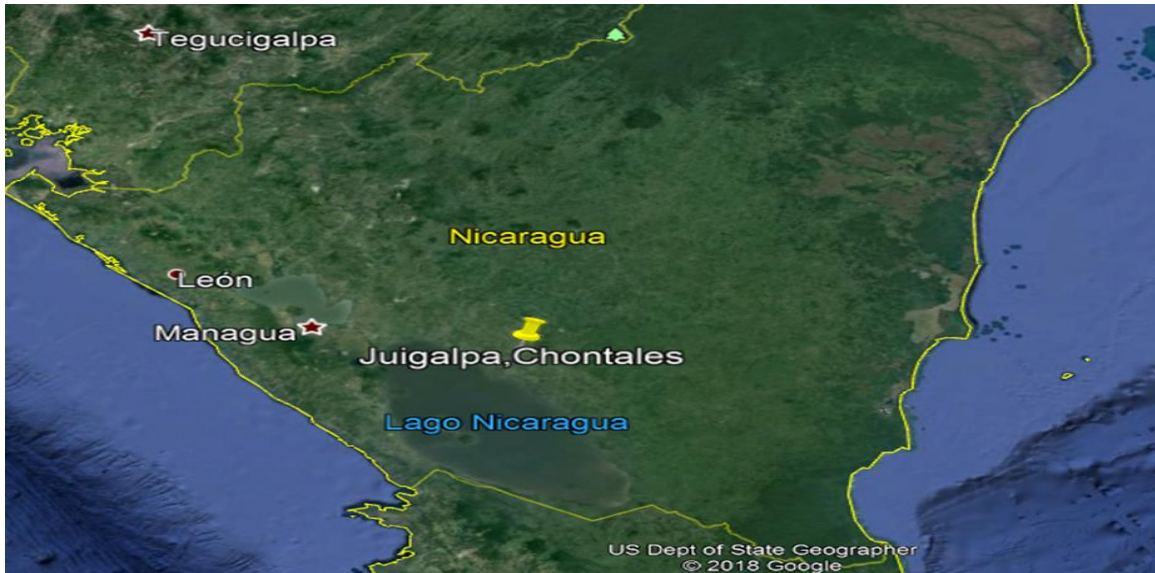 Tegucigalpa
Nicaragua
León
Managua
Juigalpa,Chontales
Lago Nicaragua
US Dept of State Geographer
© 2018 Google